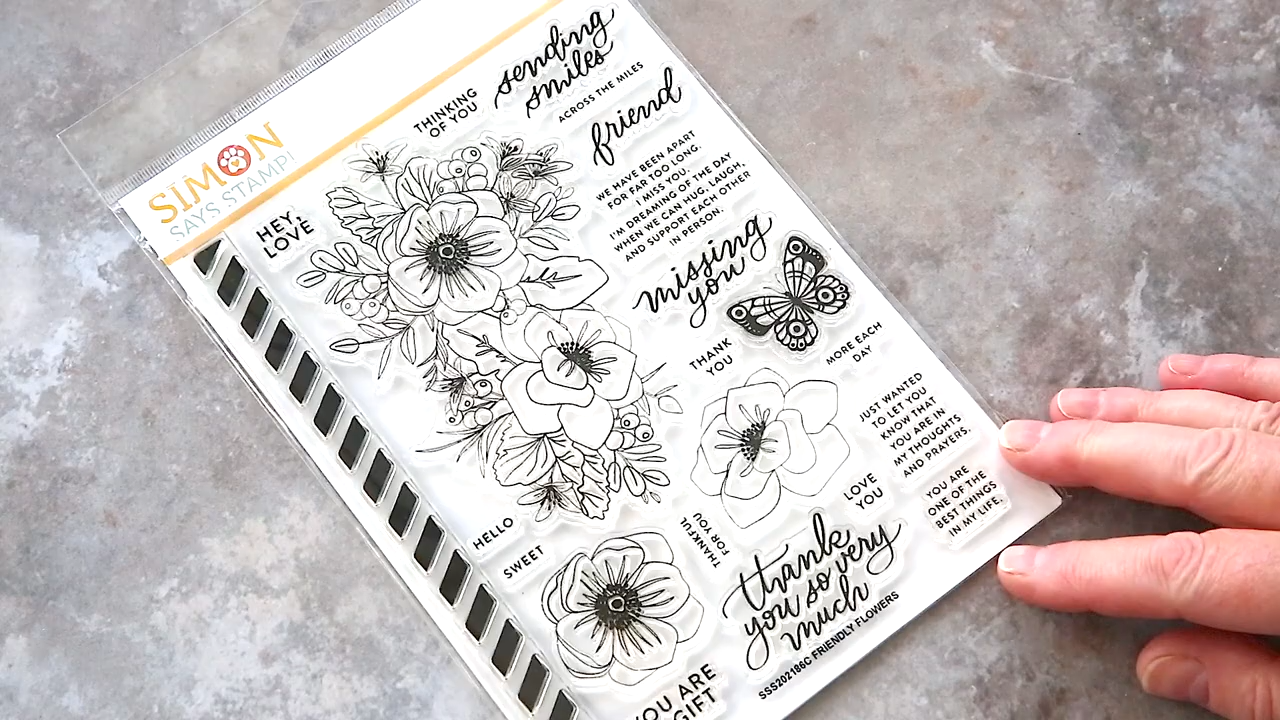 SIMON
SAYS STAMP!
sending
smiles
ACROSS THE MILES
THINKING
OF YOU
friend
WE HAVE BEEN APART
FOR FAR TOO LONG.
I MISS YOU.
I'M DREAMING OF THE DAY
WHEN WE CAN HUG, LAUGH,
AND SUPPORT EACH OTHER
IN PERSON.
HEY,
LOVE
missing
you
THANK
YOU
MORE EACH
DAY
JUST WANTED
TO LET YOU
KNOW THAT
YOU ARE IN
MY THOUGHTS
AND PRAYERS.
LOVE
YOU
YOU ARE
ONE OF THE
BEST THINGS
IN MY LIFE.
HELLO
SWEET
THANKFUL
FOR YOU
thank
you so very
much
YOU ARE
GIFT
SSS202186C FRIENDLY FLOWERS